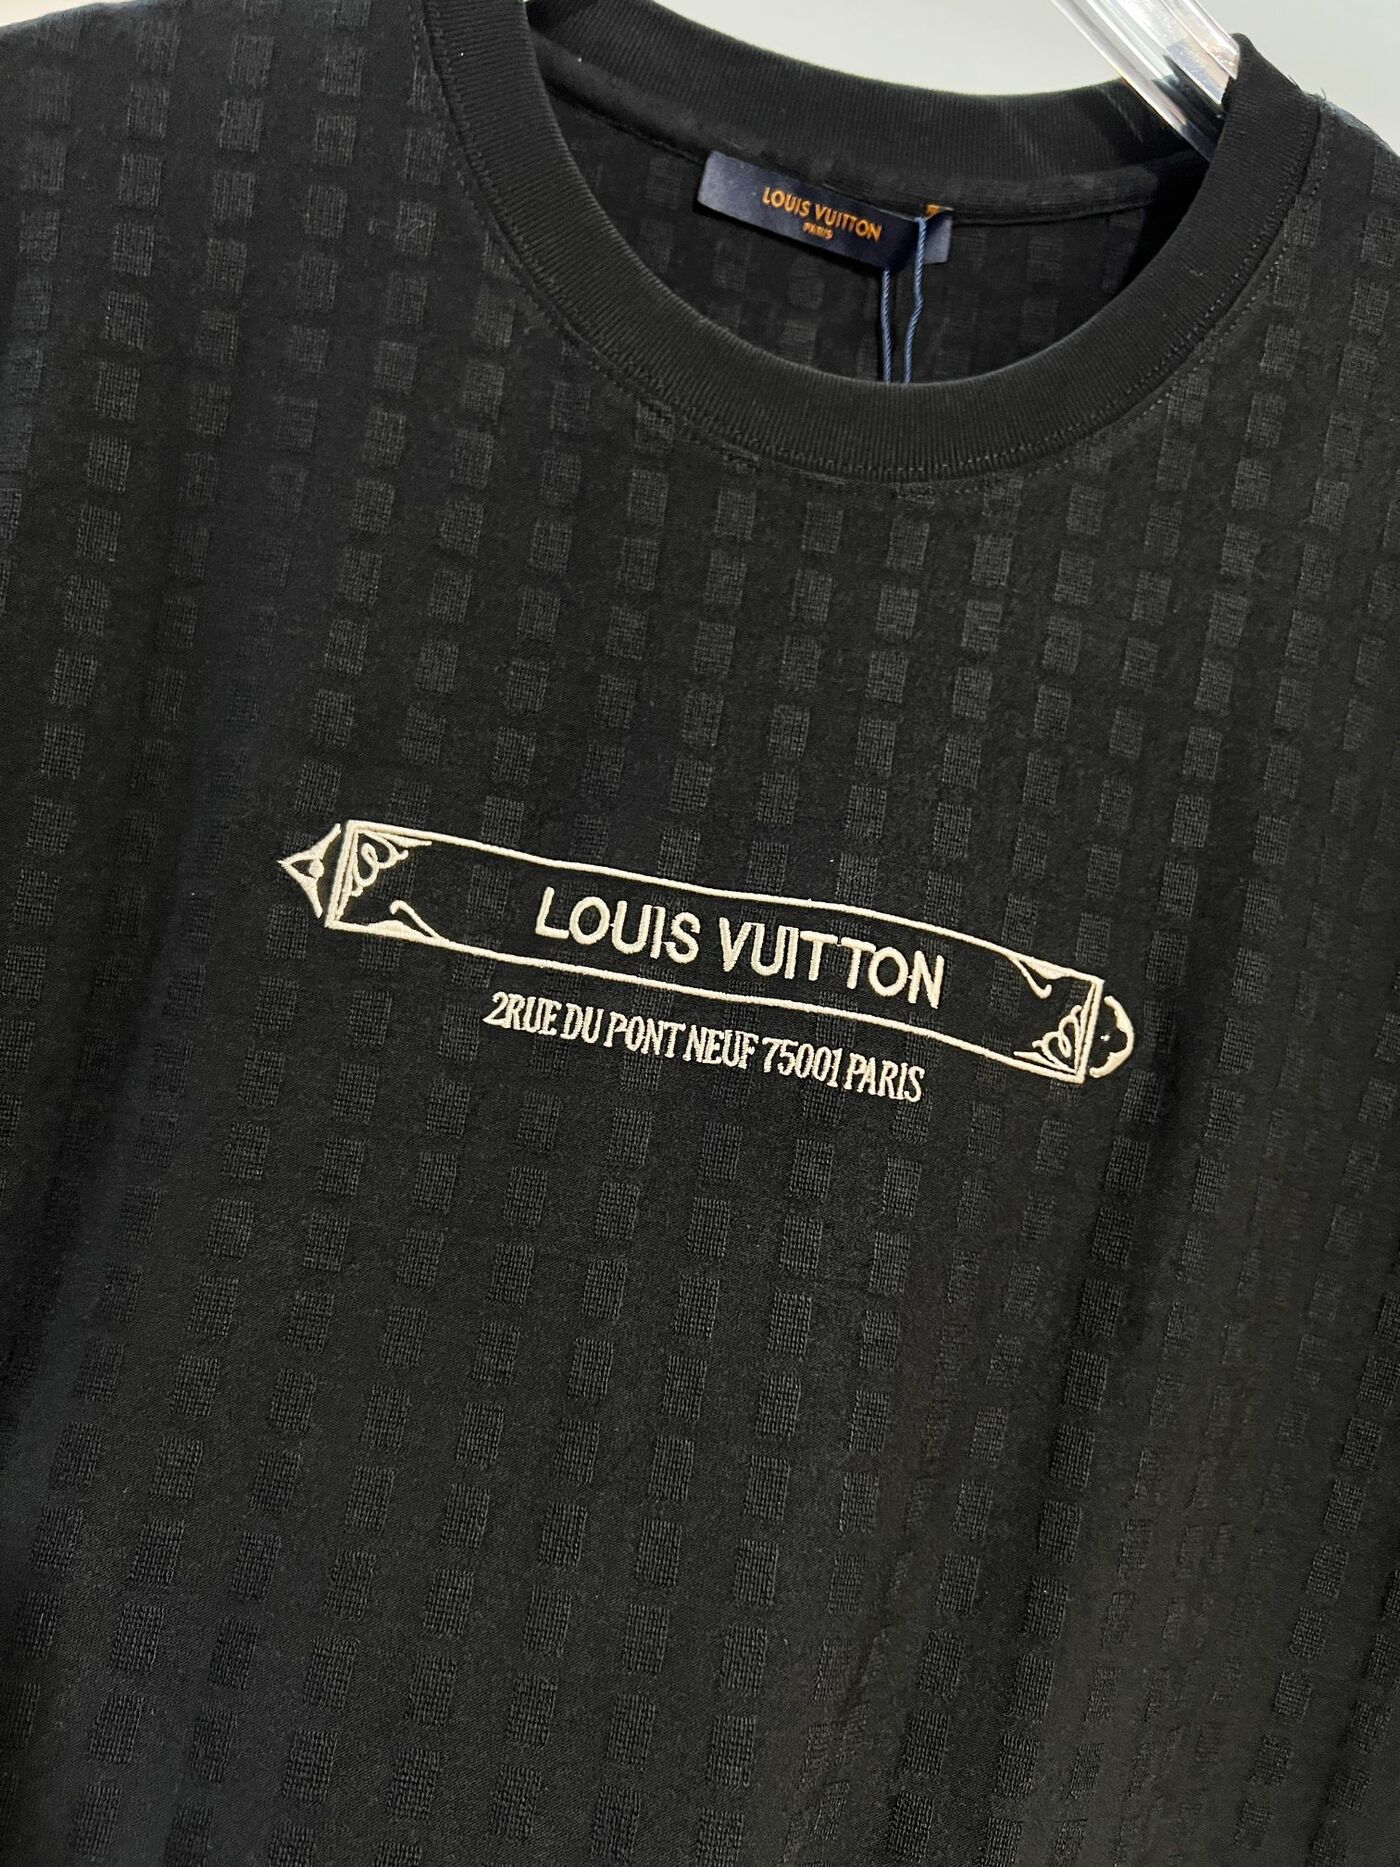 LOUIS VUITTON
PARIS
LOUIS VUITTON
2RUE DU PONT NEUF 75001 PARIS